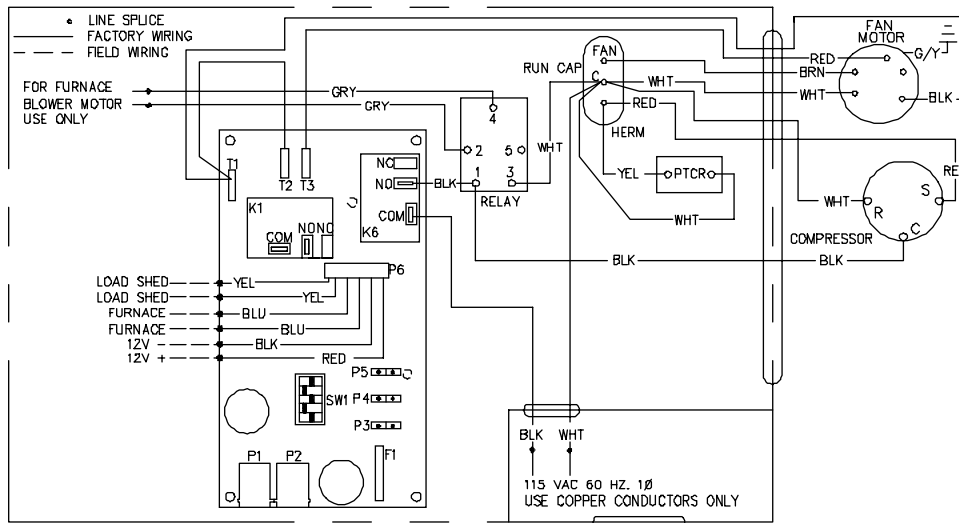 LINE SPLICE
FACTORY WIRING
FIELD WIRING
FAN
MOTOR
G/Y
RED
BRN
WHT
BLK
FOR FURNACE
BLOWER MOTOR
USE ONLY
GRY
GRY
RUN CAP
FAN
C
HERM
WHT
RED
4
2
5
1
3
RELAY
WHT
YEL
PTCR
WHT
RE
S
R
C
WHT
COMPRESSOR
BLK
BLK
T1
T2
T3
NC
NO
BLK
COM
K6
K1
COM
NO
NC
P6
LOAD SHED
YEL
LOAD SHED
YEL
FURNACE
BLU
FURNACE
BLU
12V -
BLK
12V +
RED
P5
P4
P3
SW1
P1
P2
F1
BLK
WHT
115 VAC 60 HZ. 1Ø
USE COPPER CONDUCTORS ONLY